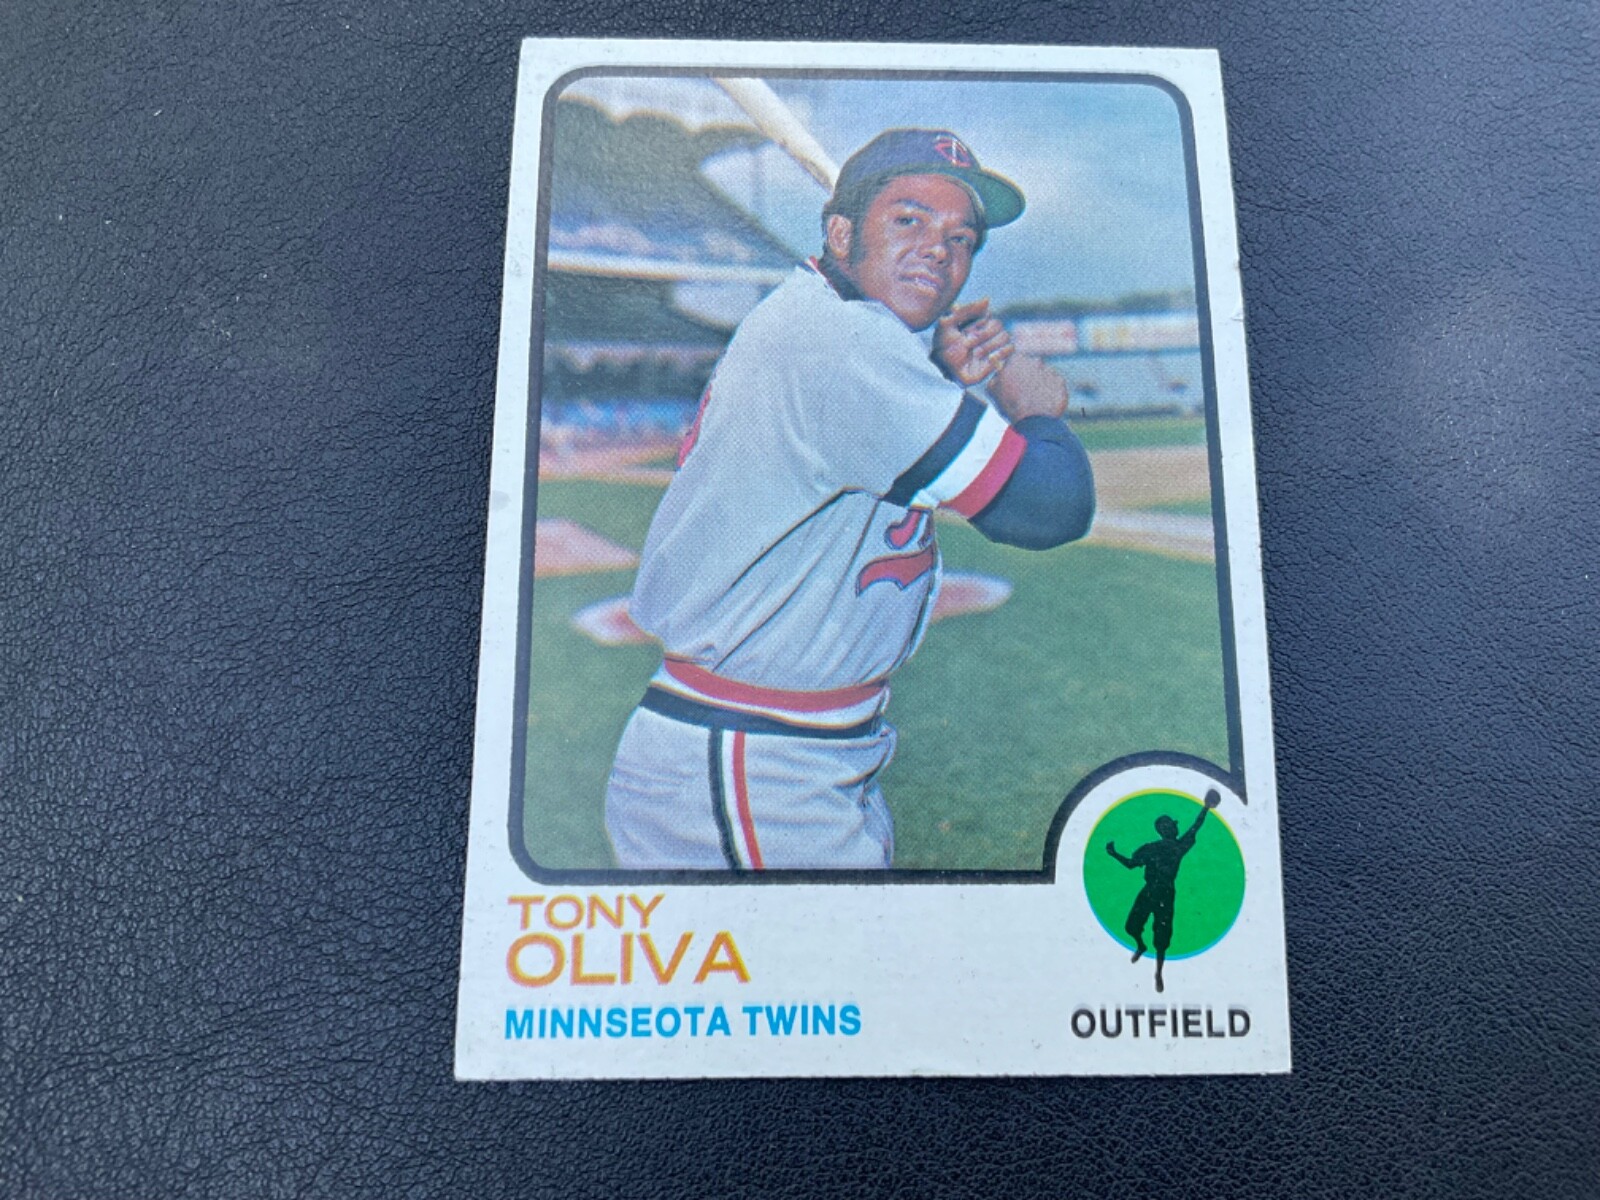 TONY
OLIVA
MINNSEOTA TWINS
OUTFIELD